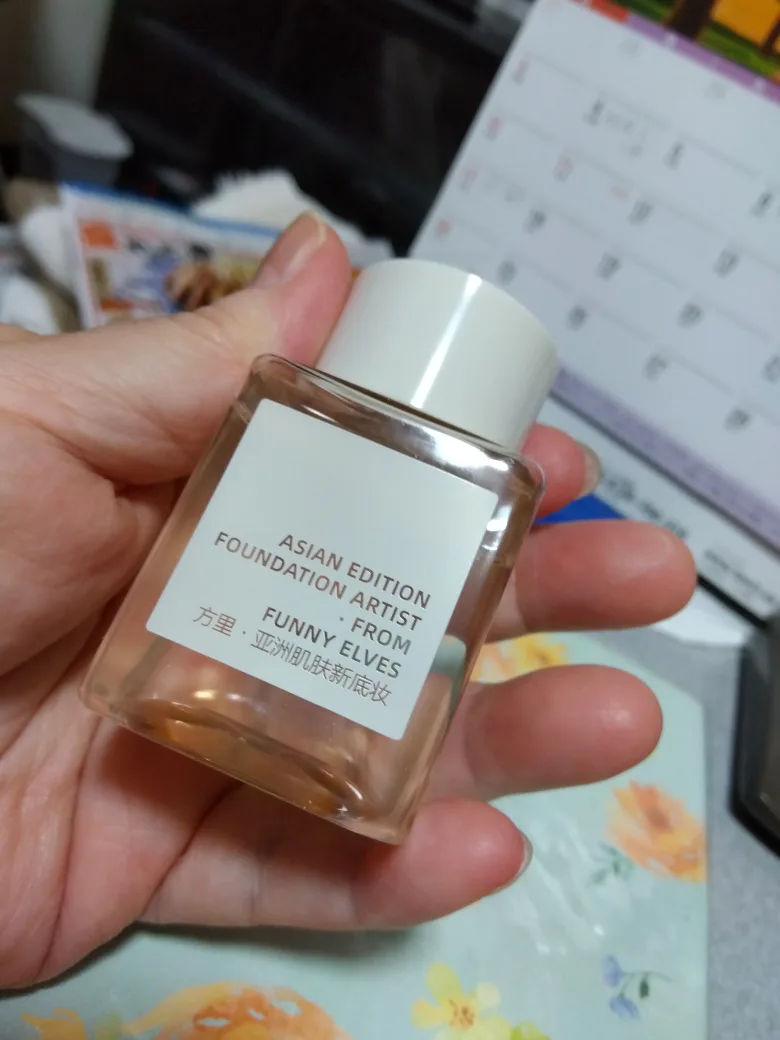 ASIAN EDITION
FOUNDATION ARTIST
· FROM
FUNNY ELVES
方里 · 亚洲肌肤新底妆